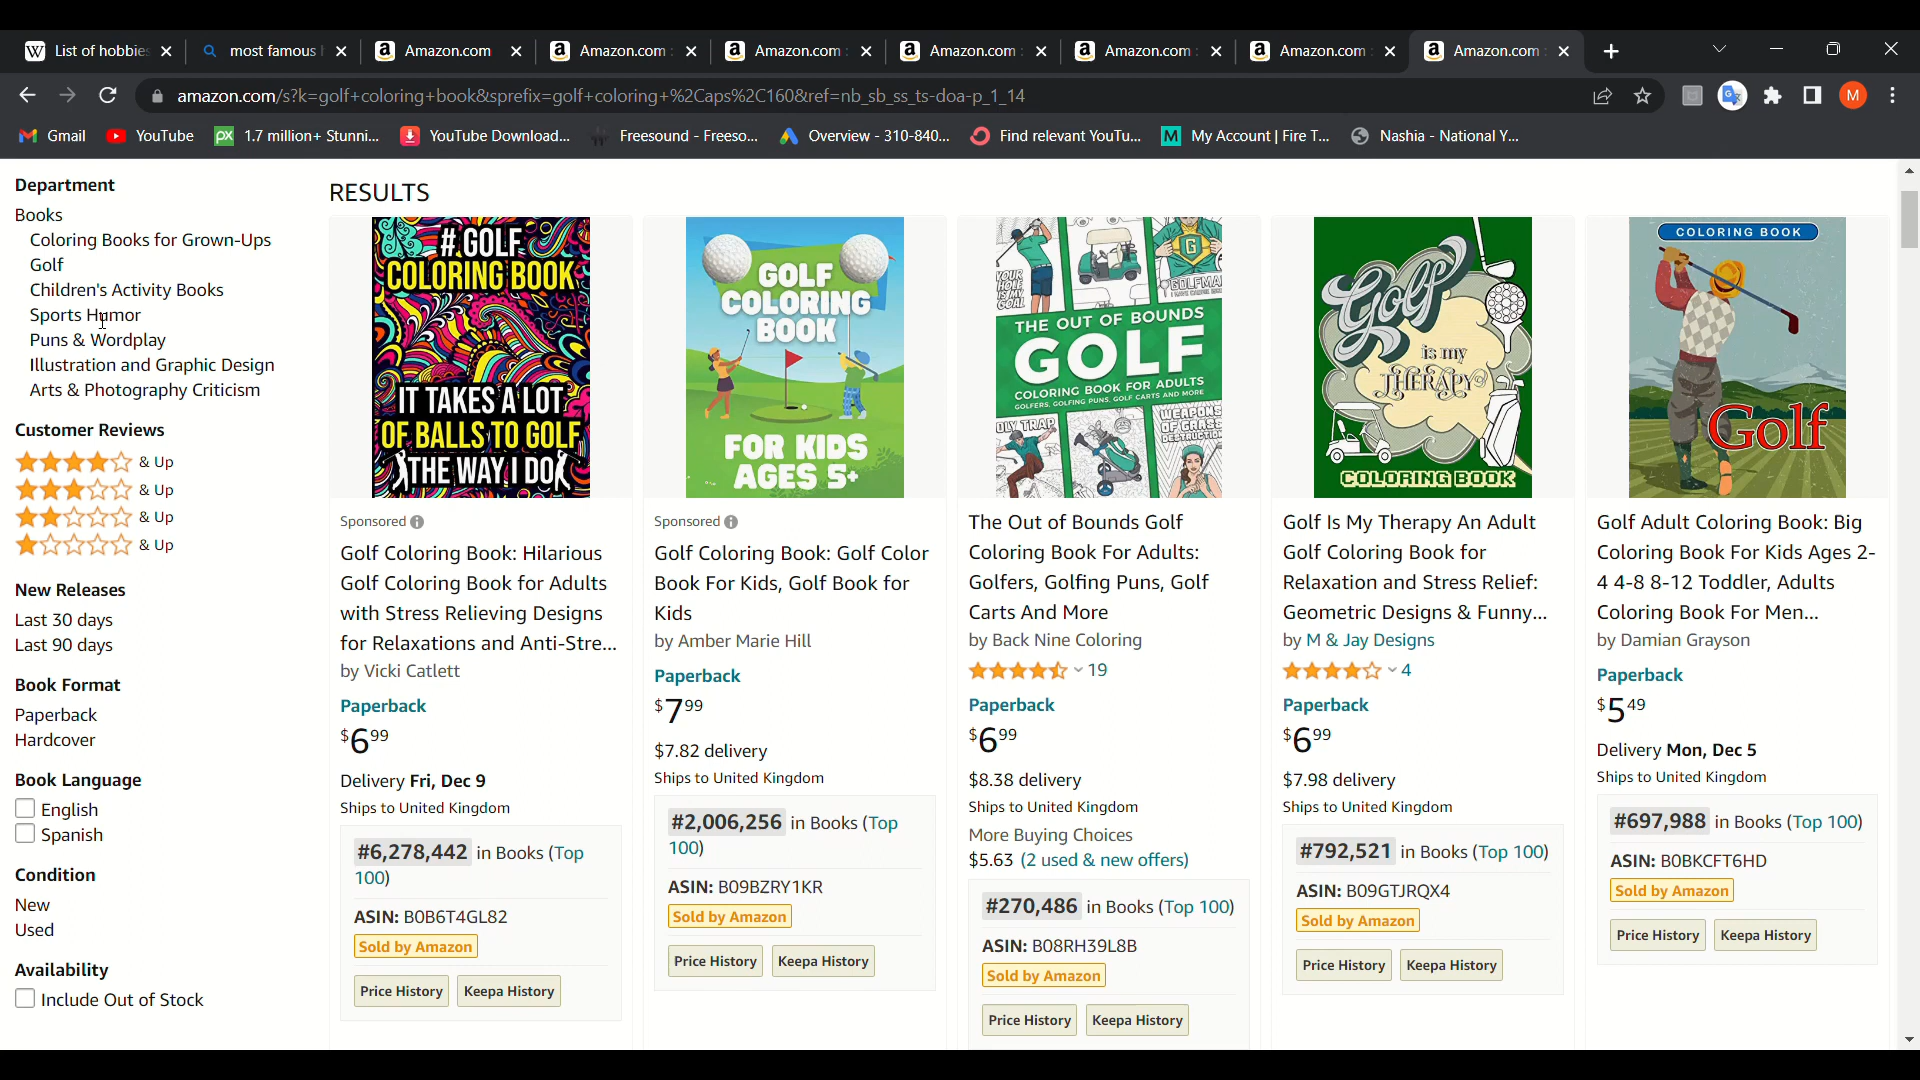 List of hobbies
most famous
Amazon.com
Amazon.com :
Amazon.com :
Amazon.com :
Amazon.com :
Amazon.com :
Amazon.com :
amazon.com/s?k=golf+coloring+book&sprefix=golf+coloring+%2Caps%2C160&ref=nb_sb_ss_ts-doa-p_1_14
M
Gmail
YouTube
1.7 million+ Stunni...
YouTube Download...
Freesound - Freeso...
Overview - 310-840...
Find relevant YouTu...
My Account | Fire T...
Nashia - National Y...
Department
Books
Coloring Books for Grown-Ups
Golf
Children's Activity Books
Sports Humor
Puns & Wordplay
Illustration and Graphic Design
Arts & Photography Criticism
Customer Reviews
& Up
& Up
& Up
& Up
New Releases
Last 30 days
Last 90 days
Book Format
Paperback
Hardcover
Book Language
English
Spanish
Condition
New
Used
Availability
Include Out of Stock
RESULTS
# GOLF
COLORING BOOK
IT TAKES A LOT
OF BALLS TO GOLF
THE WAY I DO
Sponsored
Golf Coloring Book: Hilarious
Golf Coloring Book for Adults
with Stress Relieving Designs
for Relaxations and Anti-Stre...
by Vicki Catlett
Paperback
$6.99
Delivery Fri, Dec 9
Ships to United Kingdom
#6,278,442 in Books (Top
100)
ASIN: B0B6T4GL82
Sold by Amazon
Price History
Keepa History
GOLF
COLORING
BOOK
FOR KIDS
AGES 5+
Sponsored
Golf Coloring Book: Golf Color
Book For Kids, Golf Book for
Kids
by Amber Marie Hill
Paperback
$7.99
$7.82 delivery
Ships to United Kingdom
#2,006,256 in Books (Top
100)
ASIN: B09BZRY1KR
Sold by Amazon
Price History
Keepa History
YOUR
HOLE
IS MY
GOAL
G
GOLFMAN
THE OUT OF BOUNDS
GOLF
COLORING BOOK FOR ADULTS
GOLFERS, GOLFING PUNS, GOLF CARTS AND MORE
TRAP
WEAPONS
OF GRASS
DESTRUCTION
The Out of Bounds Golf
Coloring Book For Adults:
Golfers, Golfing Puns, Golf
Carts And More
by Back Nine Coloring
19
Paperback
$6.99
$8.38 delivery
Ships to United Kingdom
More Buying Choices
$5.63 (2 used & new offers)
#270,486 in Books (Top 100)
ASIN: B08RH39L8B
Sold by Amazon
Price History
Keepa History
Golf
is my
THERAPY
COLORING BOOK
Golf Is My Therapy An Adult
Golf Coloring Book for
Relaxation and Stress Relief:
Geometric Designs & Funny...
by M & Jay Designs
4
Paperback
$6.99
$7.98 delivery
Ships to United Kingdom
#792,521 in Books (Top 100)
ASIN: B09GTJRQX4
Sold by Amazon
Price History
Keepa History
COLORING BOOK
Golf
Golf Adult Coloring Book: Big
Coloring Book For Kids Ages 2-
4 4-8 8-12 Toddler, Adults
Coloring Book For Men...
by Damian Grayson
Paperback
$5.49
Delivery Mon, Dec 5
Ships to United Kingdom
#697,988 in Books (Top 100)
ASIN: B0BKCFT6HD
Sold by Amazon
Price History
Keepa History